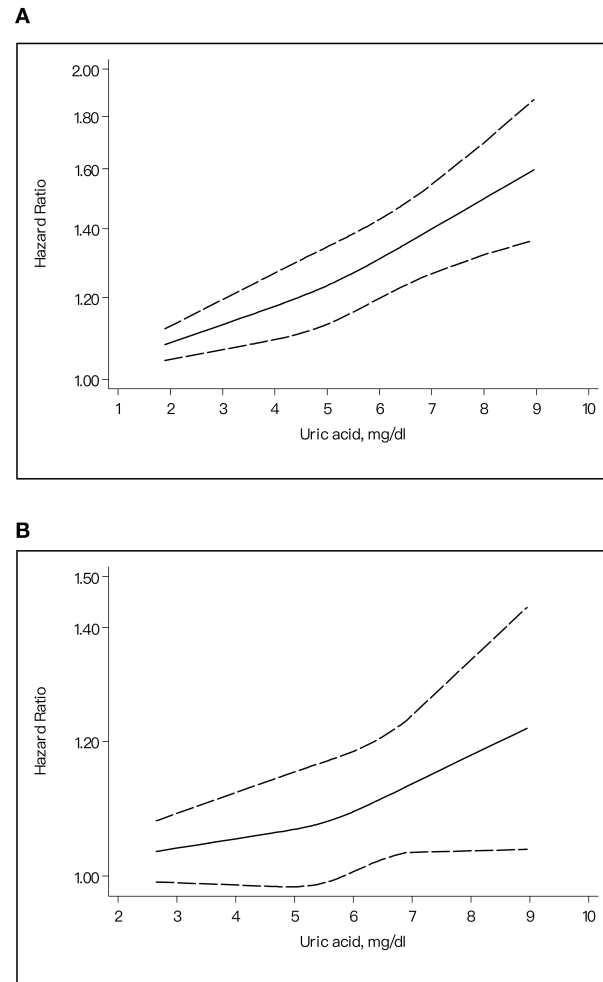 A
2.00
1.80
1.60
1.40
1.20
1.00
Hazard Ratio
1 2 3 4 5 6 7 8 9 10
Uric acid, mg/dl
B
1.50
1.40
1.20
1.00
Hazard Ratio
2 3 4 5 6 7 8 9 10
Uric acid, mg/dl